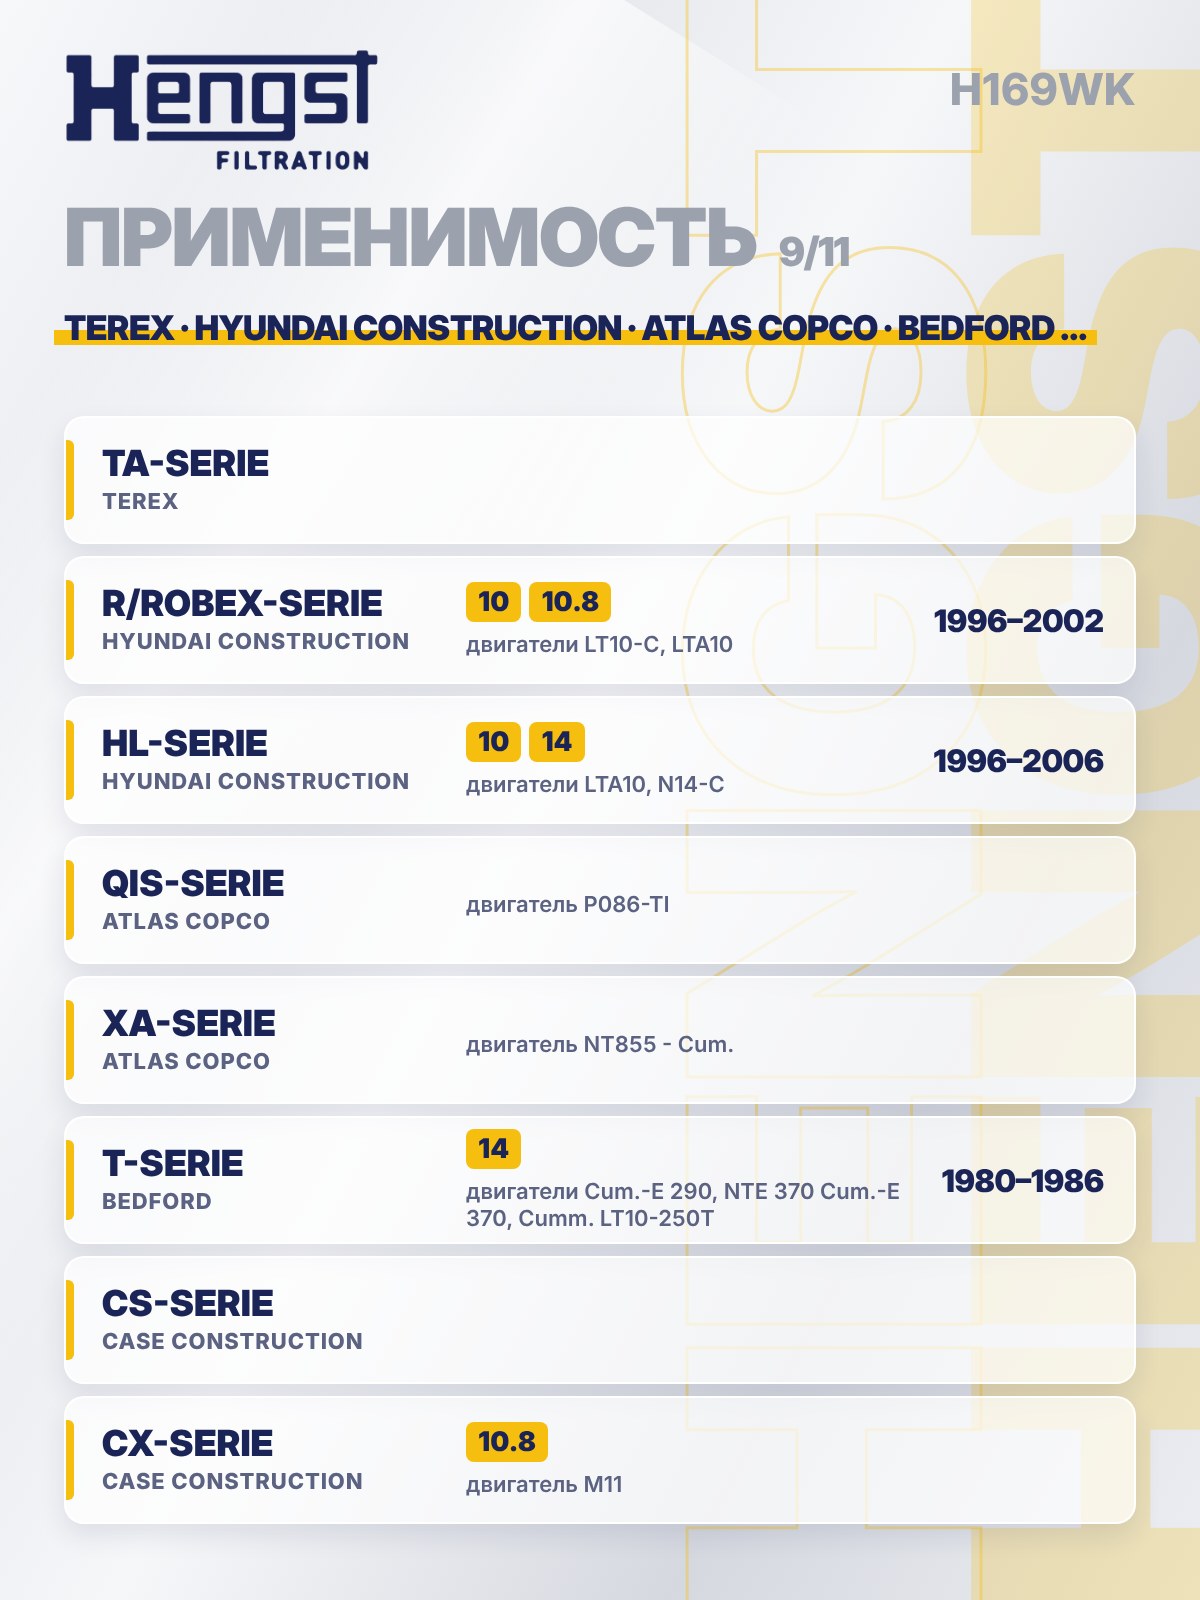 Hengst
FILTRATION
H169WK
ПРИМЕНИМОСТЬ 9/11
TEREX · HYUNDAI CONSTRUCTION · ATLAS COPCO · BEDFORD ...
TA-SERIE
TEREX
R/ROBEX-SERIE
HYUNDAI CONSTRUCTION
10 10.8
двигатели LT10-C, LTA10
1996–2002
HL-SERIE
HYUNDAI CONSTRUCTION
10 14
двигатели LTA10, N14-C
1996–2006
QIS-SERIE
ATLAS COPCO
двигатель P086-TI
XA-SERIE
ATLAS COPCO
двигатель NT855 - Cum.
T-SERIE
BEDFORD
14
двигатели Cum.-E 290, NTE 370 Cum.-E
370, Cumm. LT10-250T
1980–1986
CS-SERIE
CASE CONSTRUCTION
CX-SERIE
CASE CONSTRUCTION
10.8
двигатель M11
HENGST
HENGST